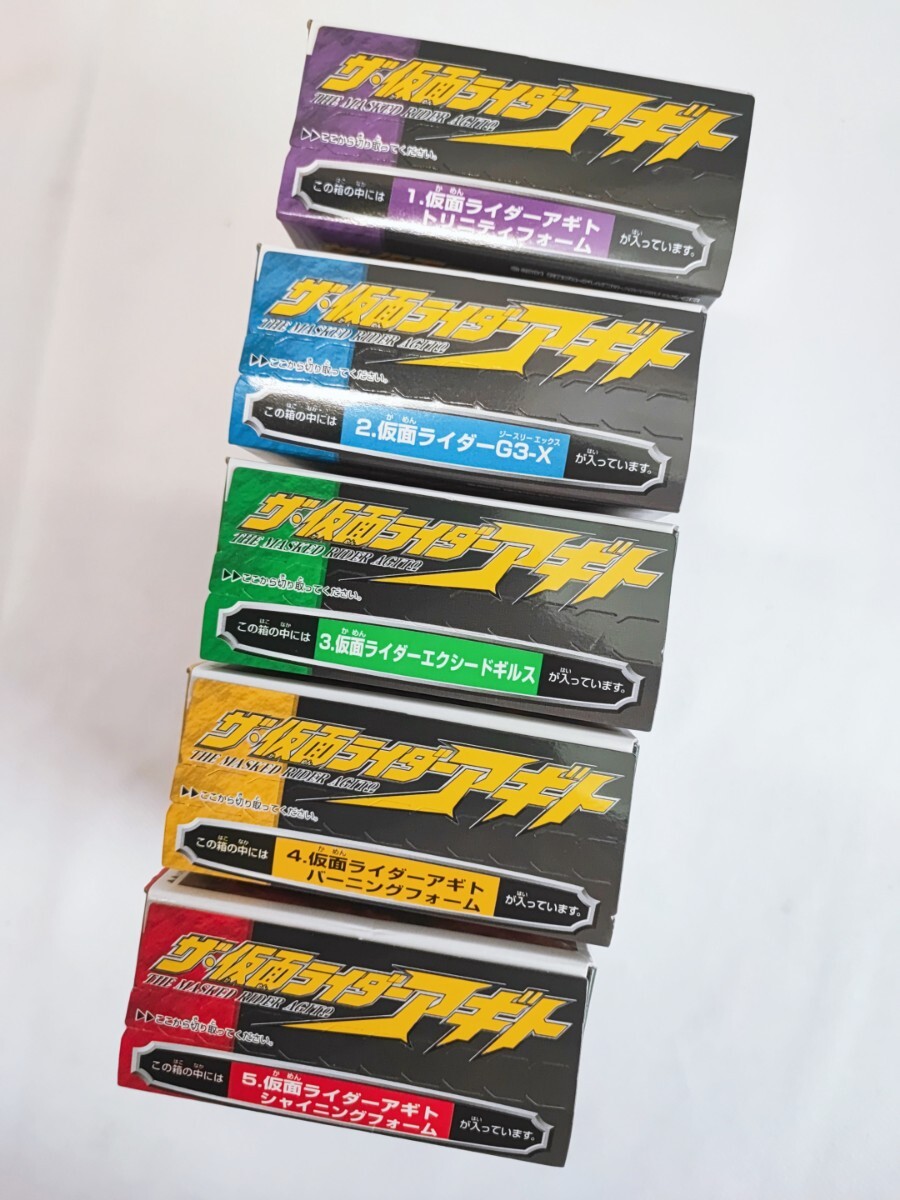 ザ・仮面ライダーアギト
THE MASKED RIDER AGITΩ
▷▷ここから切り取ってください。
この箱の中には
1.仮面ライダーアギト
トリニティフォーム
が入っています。
ザ・仮面ライダーアギト
THE MASKED RIDER AGITΩ
▷▷ここから切り取ってください。
この箱の中には
2.仮面ライダーG3-X
が入っています。
ザ・仮面ライダーアギト
THE MASKED RIDER AGITΩ
▷▷ここから切り取ってください。
この箱の中には
3.仮面ライダーエクシードギルス
が入っています。
ザ・仮面ライダーアギト
THE MASKED RIDER AGITΩ
▶▶ここから切り取ってください。
この箱の中には
4.仮面ライダーアギト
バーニングフォーム
が入っています。
ザ・仮面ライダーアギト
THE MASKED RIDER AGITΩ
▷▷ここから切り取ってください。
この箱の中には
5.仮面ライダーアギト
シャイニングフォーム
が入っています。